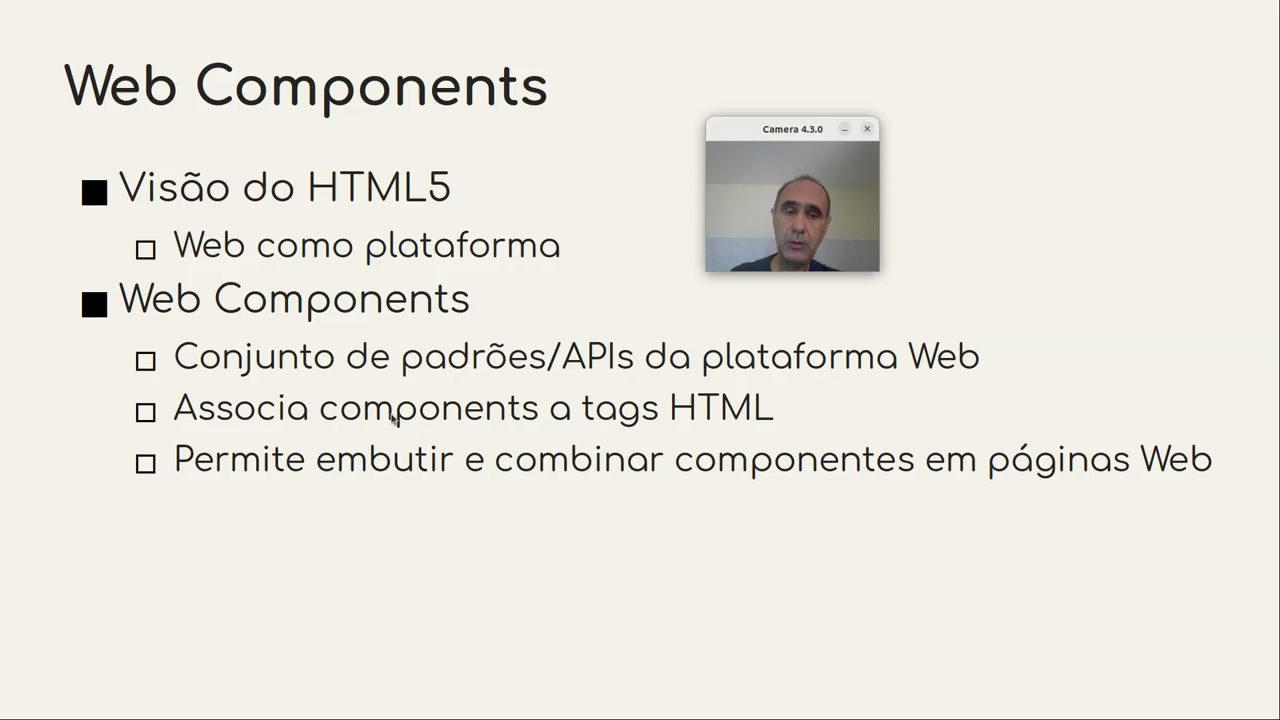 Web Components
Camera 4.3.0
Visão do HTML5
Web como plataforma
Web Components
Conjunto de padrões/APIs da plataforma Web
Associa components a tags HTML
Permite embutir e combinar componentes em páginas Web